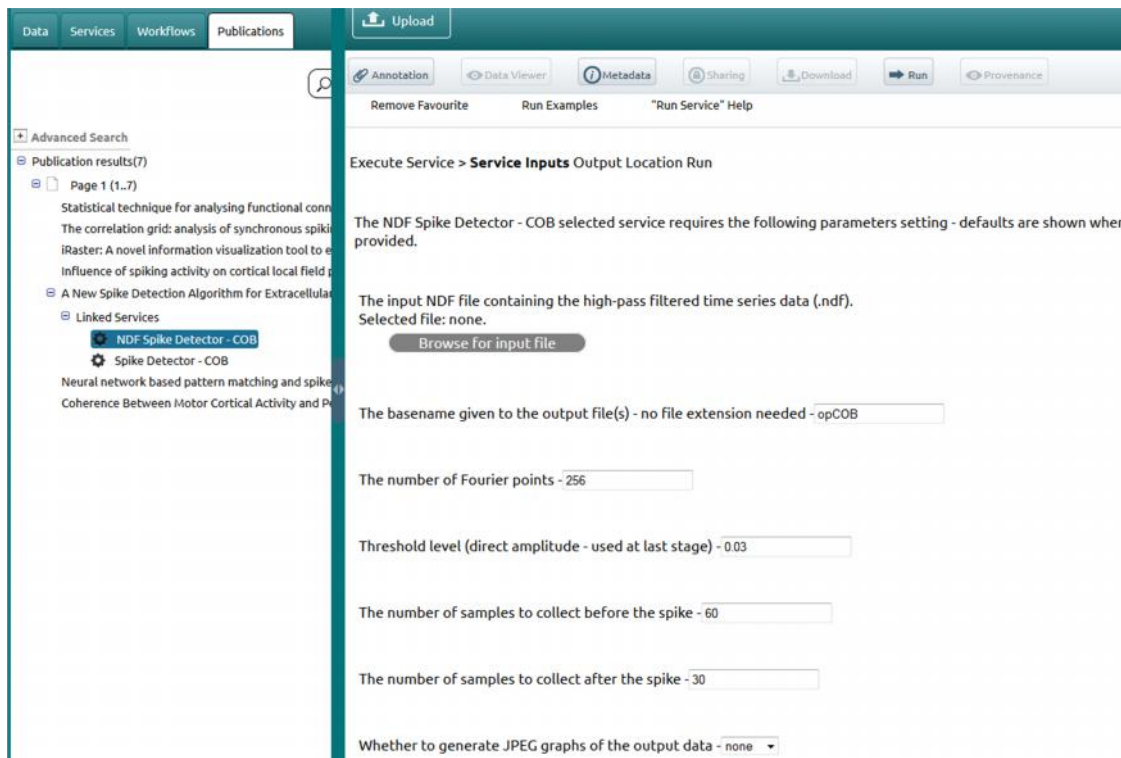 Data Services Workflows Publications
Advanced Search
Publication results(7)
Page 1 (1..7)
Statistical technique for analysing functional conn
The correlation grid: analysis of synchronous spiki
iRaster: A novel information visualization tool to e
Influence of spiking activity on cortical local field p
A New Spike Detection Algorithm for Extracellular
Linked Services
NDF Spike Detector - COB
Spike Detector - COB
Neural network based pattern matching and spike
Coherence Between Motor Cortical Activity and Pe
Upload
Annotation Data Viewer Metadata Sharing Download Run Provenance
Remove Favourite Run Examples "Run Service" Help
Execute Service > Service Inputs Output Location Run
The NDF Spike Detector - COB selected service requires the following parameters setting - defaults are shown wher
provided.
The input NDF file containing the high-pass filtered time series data (.ndf).
Selected file: none.
Browse for input file
The basename given to the output file(s) - no file extension needed - opCOB
The number of Fourier points - 256
Threshold level (direct amplitude - used at last stage) - 0.03
The number of samples to collect before the spike - 60
The number of samples to collect after the spike - 30
Whether to generate JPEG graphs of the output data - none